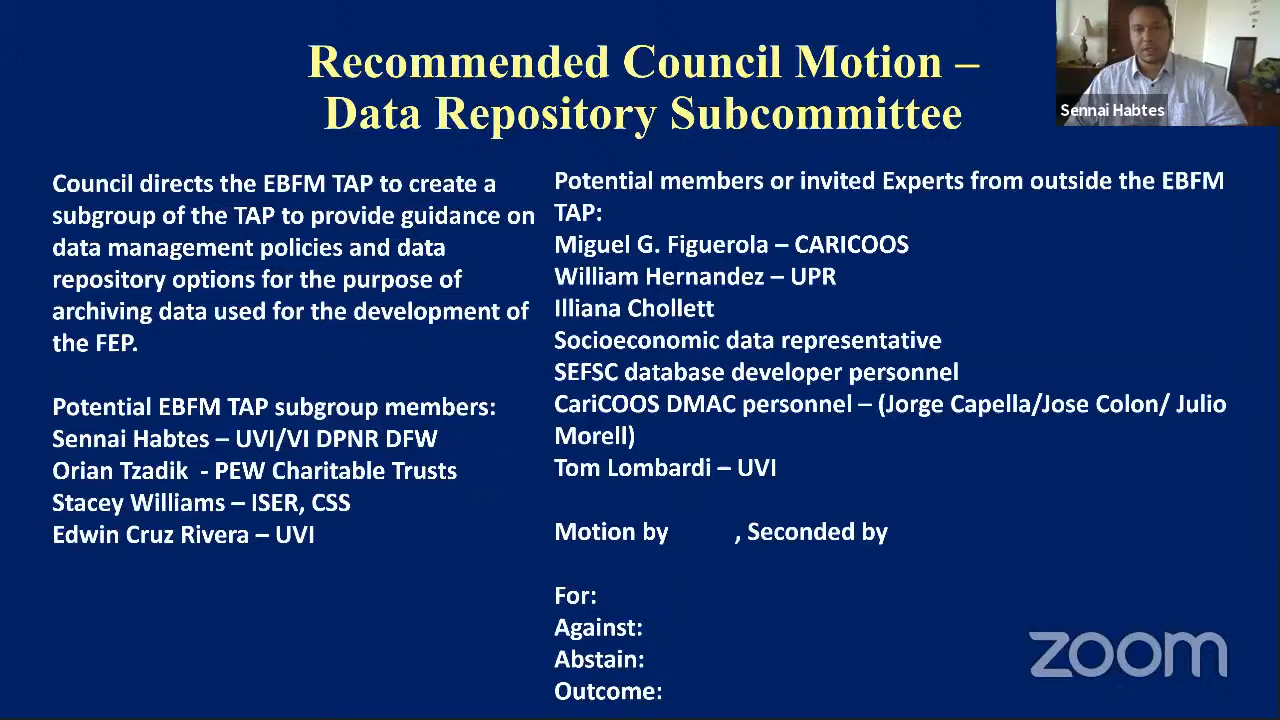 Recommended Council Motion –
Data Repository Subcommittee
Sennai Habtes
Council directs the EBFM TAP to create a
subgroup of the TAP to provide guidance on
data management policies and data
repository options for the purpose of
archiving data used for the development of
the FEP.
Potential EBFM TAP subgroup members:
Sennai Habtes – UVI/VI DPNR DFW
Orian Tzadik - PEW Charitable Trusts
Stacey Williams – ISER, CSS
Edwin Cruz Rivera – UVI
Potential members or invited Experts from outside the EBFM
TAP:
Miguel G. Figuerola – CARICOOS
William Hernandez – UPR
Illiana Chollett
Socioeconomic data representative
SEFSC database developer personnel
CariCOOS DMAC personnel – (Jorge Capella/Jose Colon/ Julio
Morell)
Tom Lombardi – UVI
Motion by , Seconded by
For:
Against:
Abstain:
Outcome:
zoom